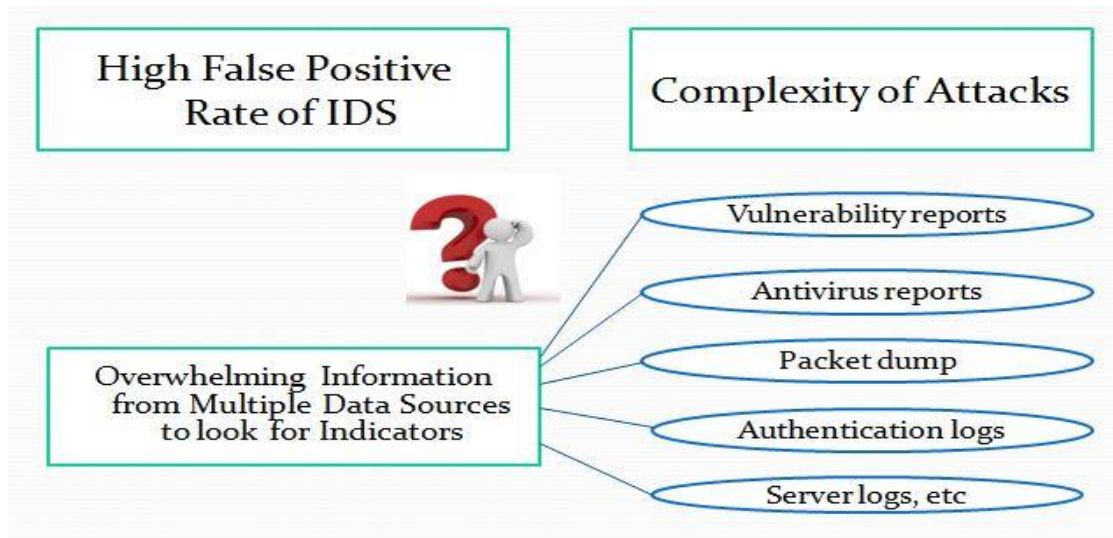 High False Positive
Rate of IDS
Complexity of Attacks
Vulnerability reports
Antivirus reports
Packet dump
Authentication logs
Server logs, etc
Overwhelming Information
from Multiple Data Sources
to look for Indicators